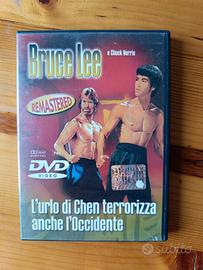 Bruce Lee
e Chuck Norris
REMASTERED
DVD
VIDEO
L'urlo di Chen terrorizza
anche l'Occidente
Subito